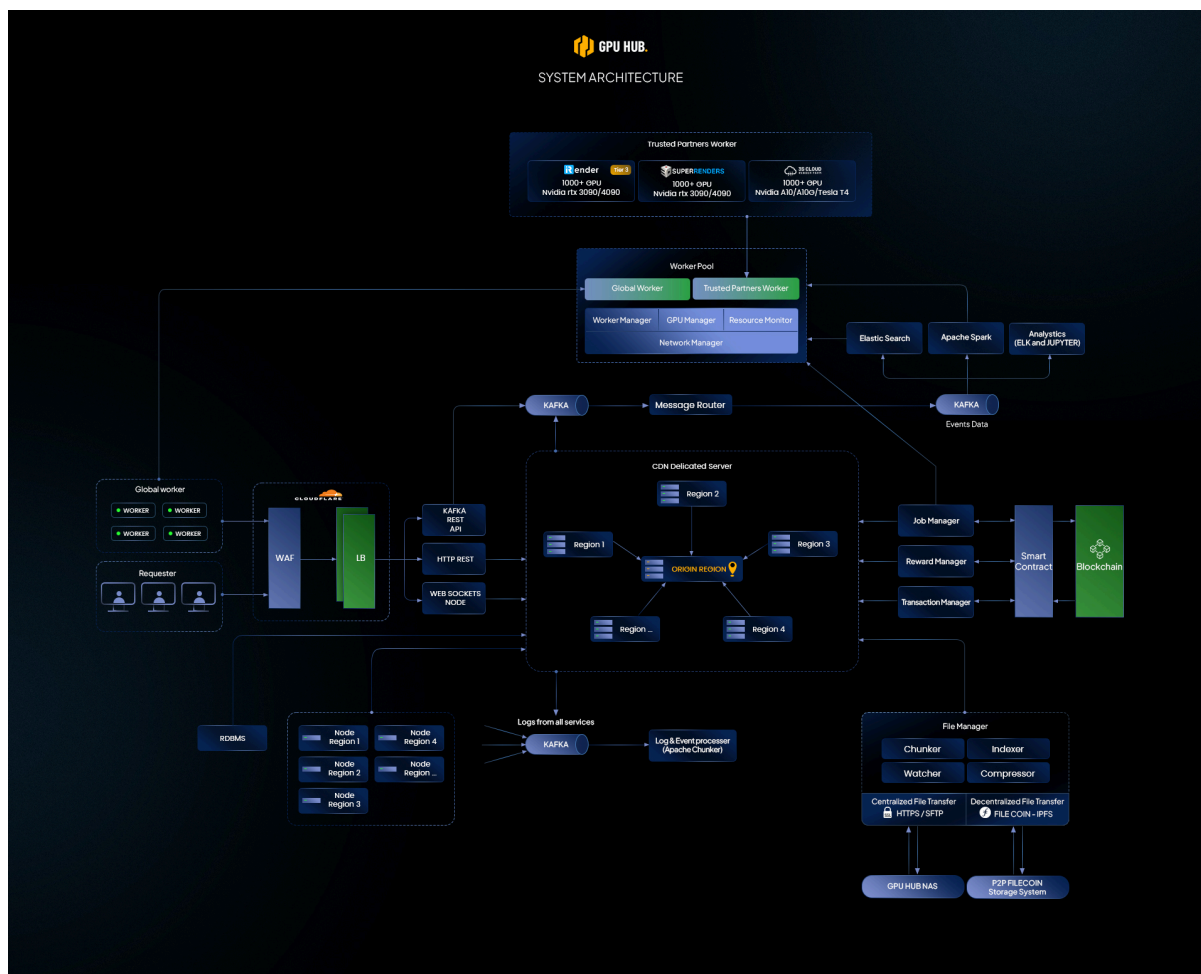 GPU HUB.
SYSTEM ARCHITECTURE
Trusted Partners Worker
iRender
Tier 3
1000+ GPU
Nvidia rtx 3090/4090
SUPERRENDERS
1000+ GPU
Nvidia rtx 3090/4090
3S CLOUD
1000+ GPU
Nvidia A10/A10G/Tesla T4
Worker Pool
Global Worker
Trusted Partners Worker
Worker Manager
GPU Manager
Resource Monitor
Network Manager
Elastic Search
Apache Spark
Analystics
(ELK and JUPYTER)
KAFKA
Message Router
KAFKA
Events Data
Global worker
WORKER
WORKER
WORKER
WORKER
Requester
CLOUDFLARE
WAF
LB
KAFKA
REST
API
HTTP REST
WEB SOCKETS
NODE
CDN Delicated Server
Region 2
Region 1
Region 3
ORIGIN REGION
Region ...
Region 4
Job Manager
Reward Manager
Transaction Manager
Smart
Contract
Blockchain
RDBMS
Node
Region 1
Node
Region 4
Node
Region 2
Node
Region ...
Node
Region 3
Logs from all services
KAFKA
Log & Event processer
(Apache Chunker)
File Manager
Chunker
Indexer
Watcher
Compressor
Centralized File Transfer
HTTPS / SFTP
Decentralized File Transfer
FILE COIN - IPFS
GPU HUB NAS
P2P FILECOIN
Storage System